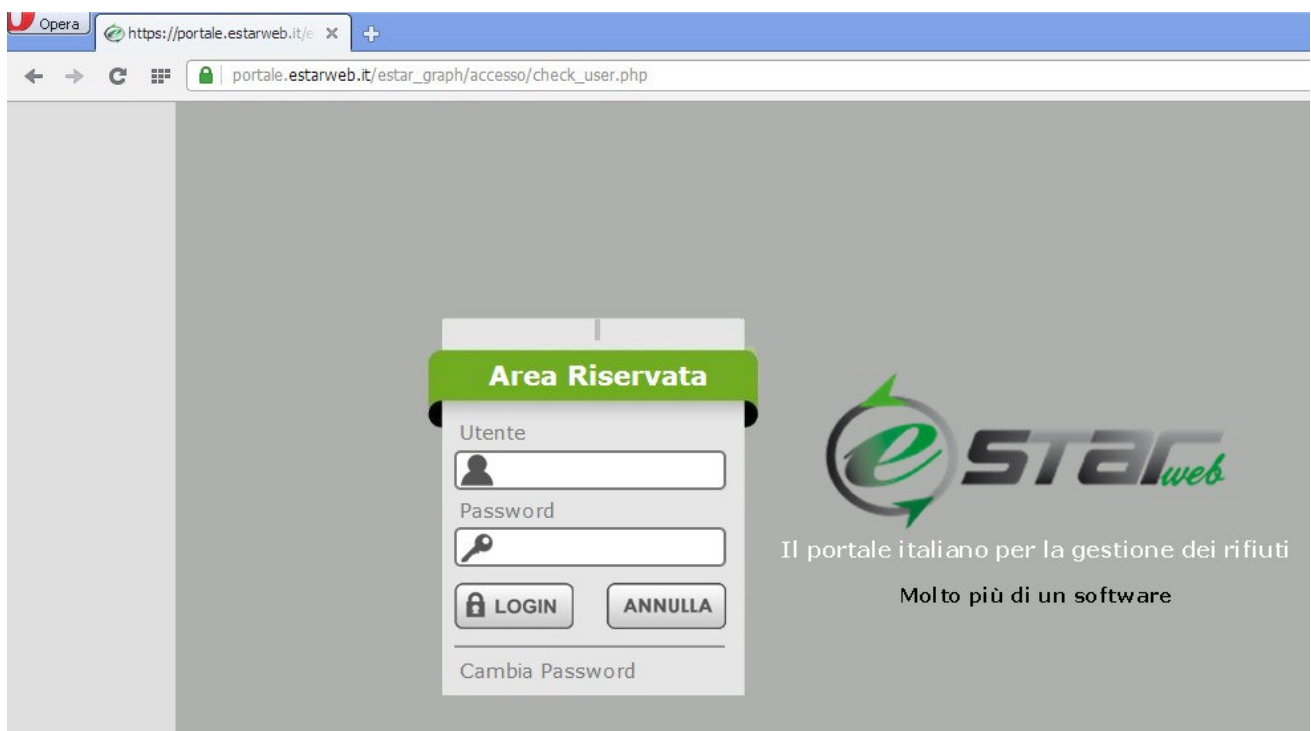 Opera
https://portale.estarweb.it/e
portale.estarweb.it/estar_graph/accesso/check_user.php
Area Riservata
Utente
Password
LOGIN
ANNULLA
Cambia Password
e STAR web
Il portale italiano per la gestione dei rifiuti
Molto più di un software